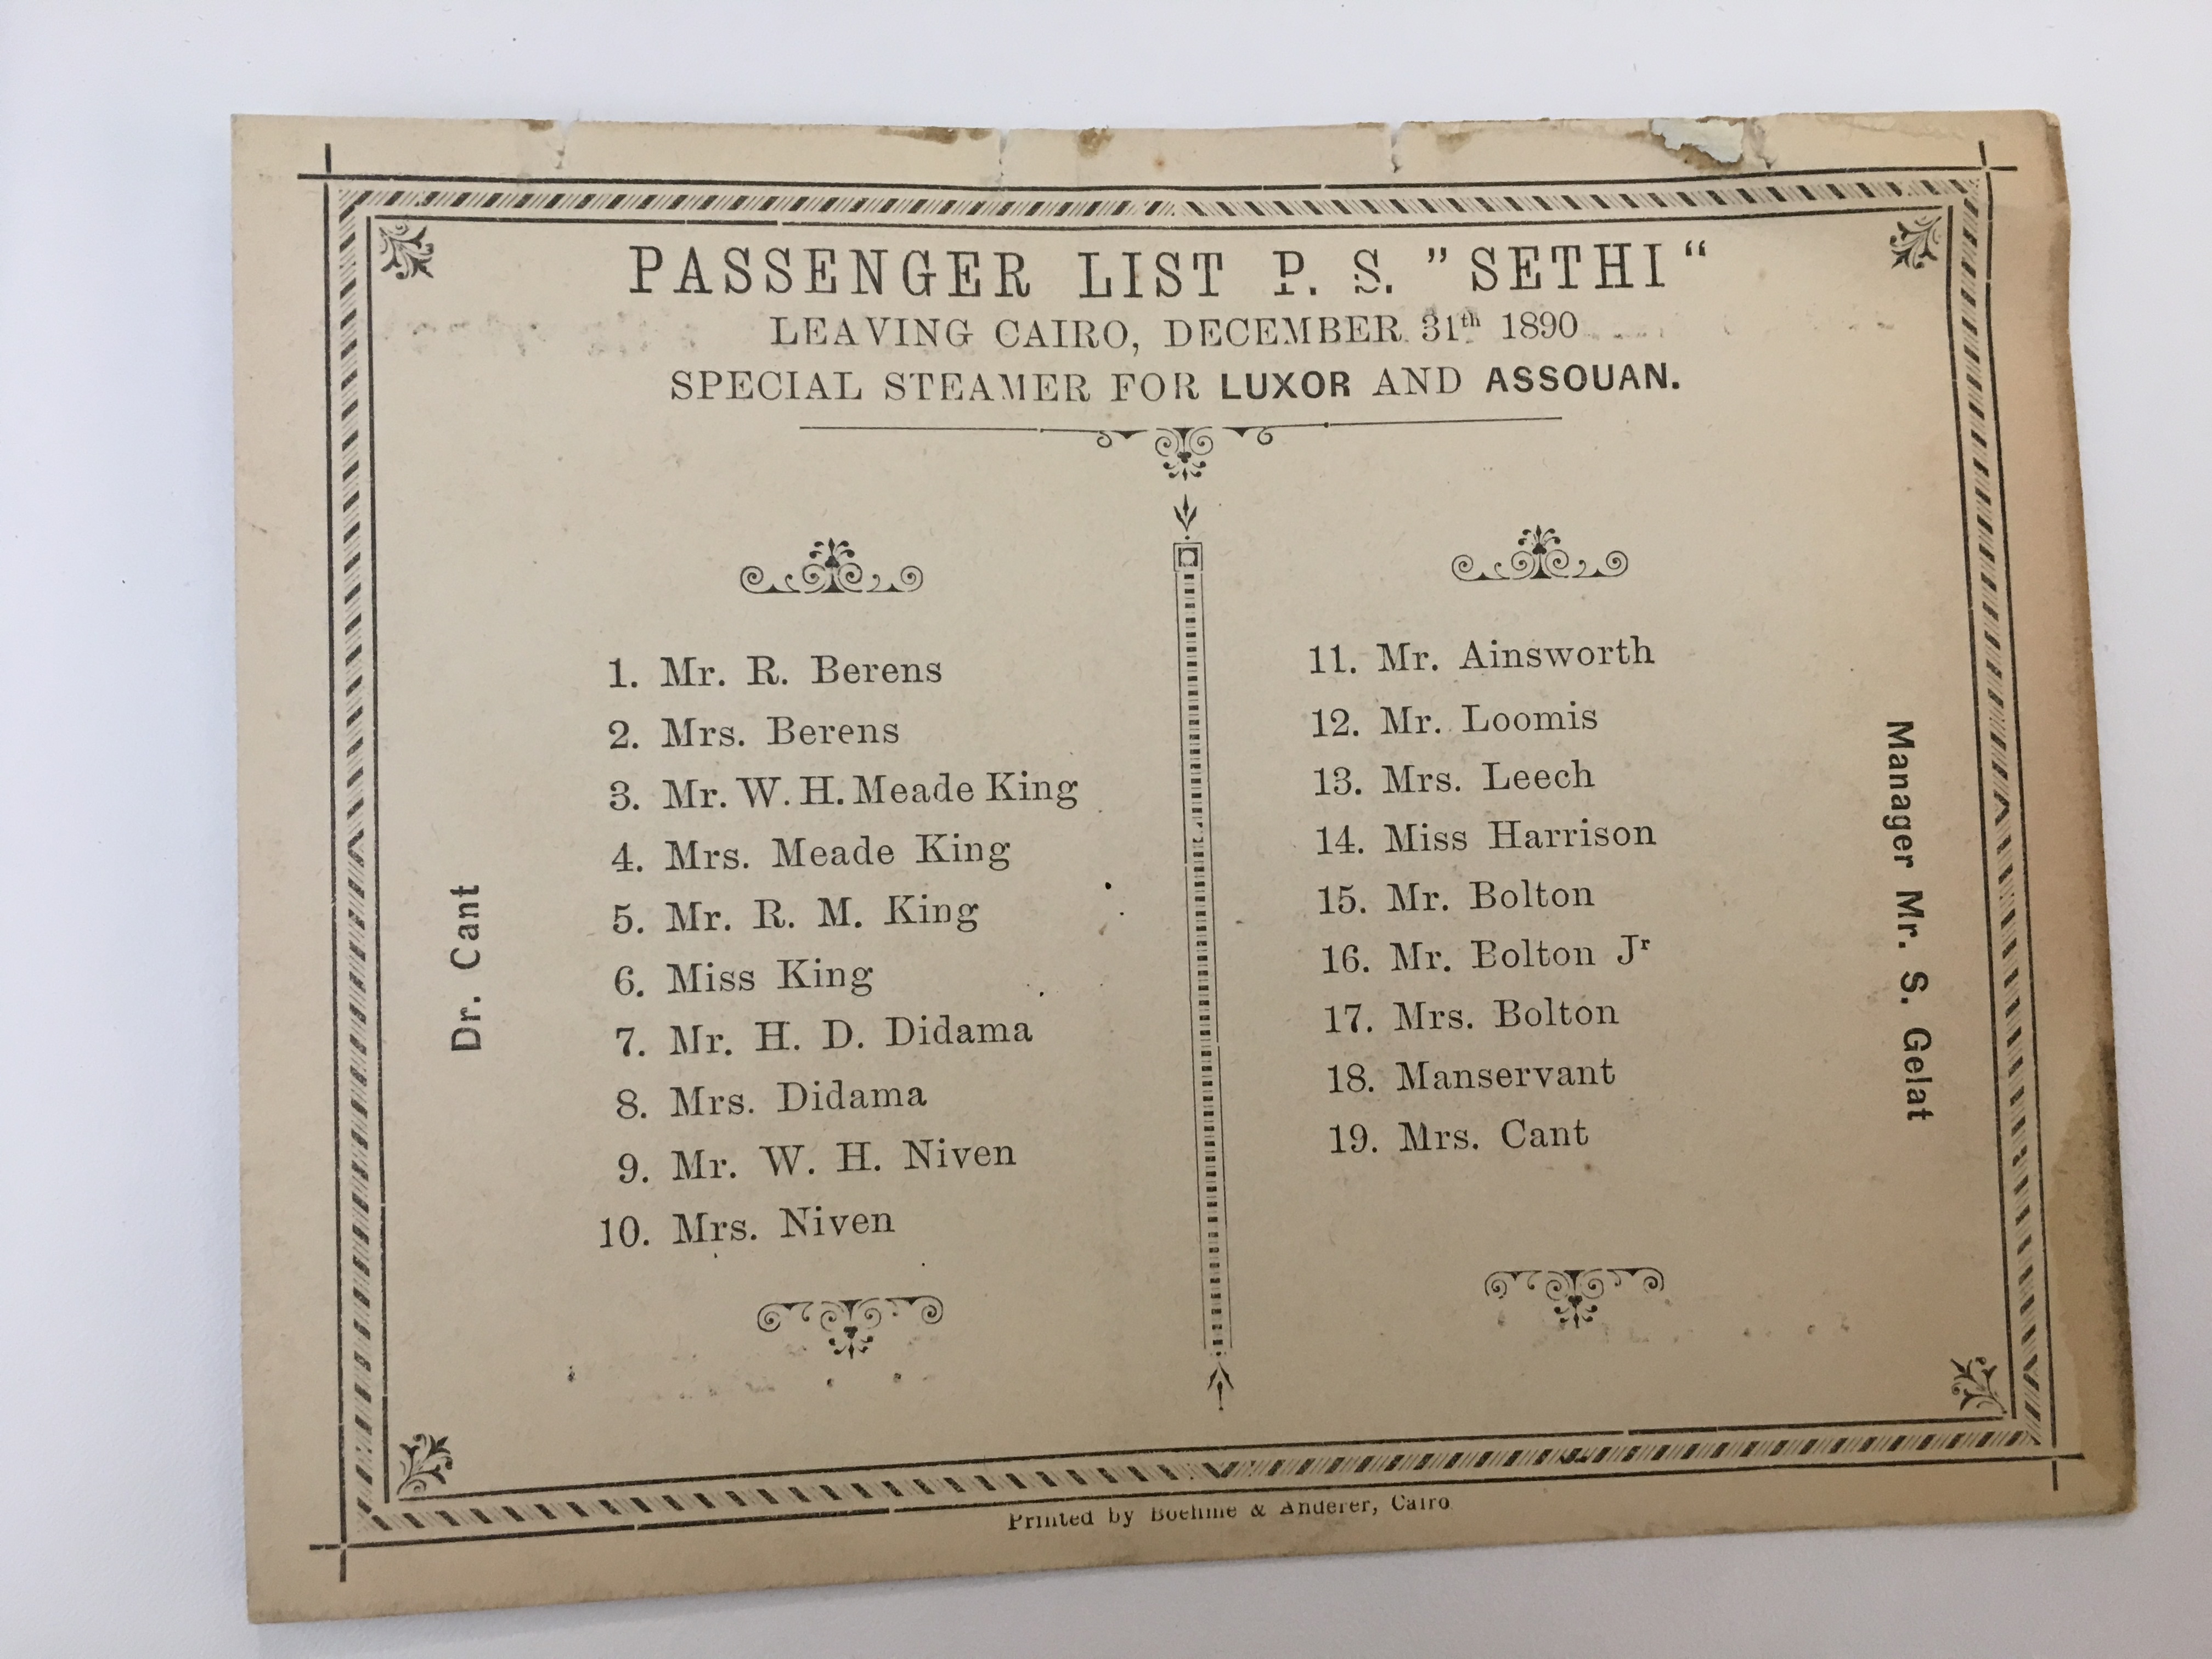 PASSENGER LIST P. S. "SETHI“
LEAVING CAIRO, DECEMBER 31th 1890
SPECIAL STEAMER FOR LUXOR AND ASSOUAN.
Dr. Cant
1. Mr. R. Berens
2. Mrs. Berens
3. Mr. W. H. Meade King
4. Mrs. Meade King
5. Mr. R. M. King
6. Miss King
7. Mr. H. D. Didama
8. Mrs. Didama
9. Mr. W. H. Niven
10. Mrs. Niven
11. Mr. Ainsworth
12. Mr. Loomis
13. Mrs. Leech
14. Miss Harrison
15. Mr. Bolton
16. Mr. Bolton Jr
17. Mrs. Bolton
18. Manservant
19. Mrs. Cant
Manager Mr. S. Gelat
Printed by Boehme & Anderer, Cairo